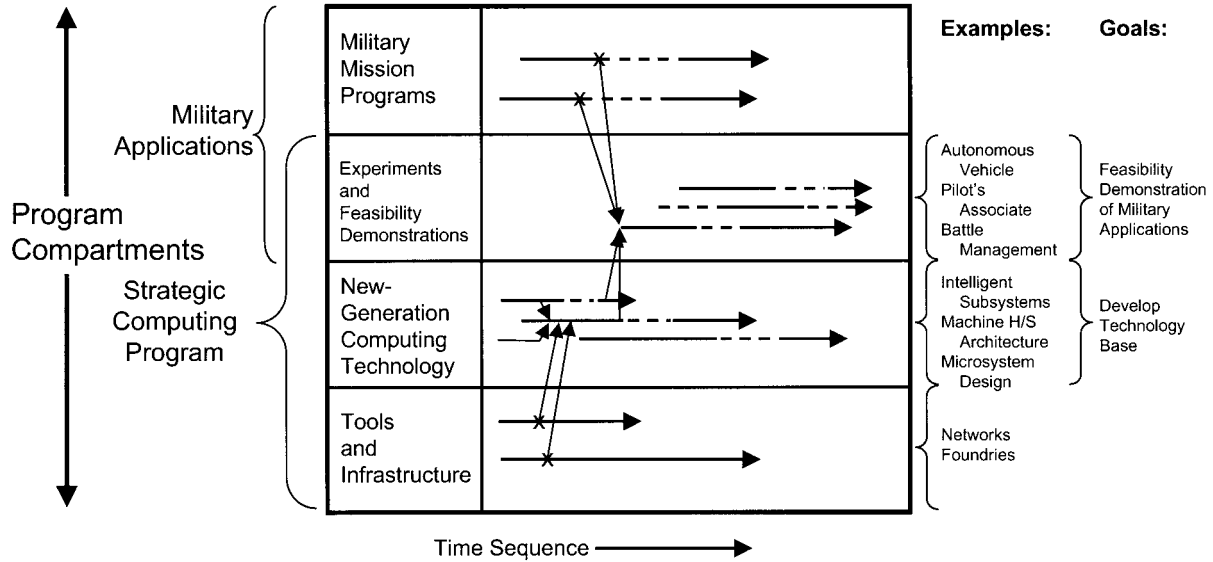 Examples:
Goals:
Military
Mission
Programs
Military
Applications
Experiments
and
Feasibility
Demonstrations
Autonomous
Vehicle
Pilot's
Associate
Battle
Management
Feasibility
Demonstration
of Military
Applications
Program
Compartments
Strategic
Computing
Program
New-
Generation
Computing
Technology
Intelligent
Subsystems
Machine H/S
Architecture
Microsystem
Design
Develop
Technology
Base
Tools
and
Infrastructure
Networks
Foundries
Time Sequence